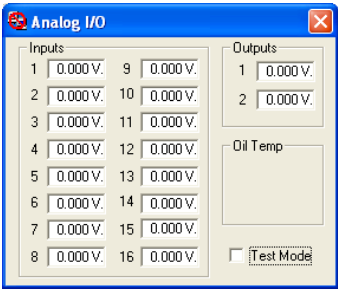 Analog I/O
Inputs
Outputs
1 0.000 V. 9 0.000 V.
1 0.000 V.
2 0.000 V. 10 0.000 V.
2 0.000 V.
3 0.000 V. 11 0.000 V.
4 0.000 V. 12 0.000 V.
Oil Temp
5 0.000 V. 13 0.000 V.
6 0.000 V. 14 0.000 V.
7 0.000 V. 15 0.000 V.
8 0.000 V. 16 0.000 V.
Test Mode